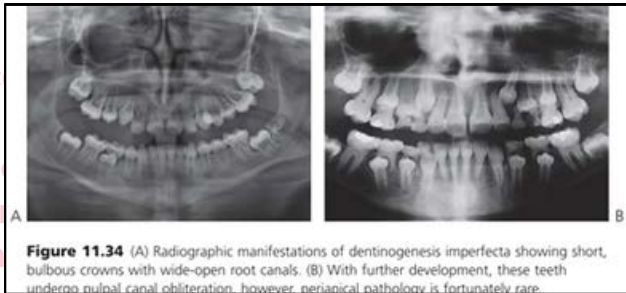 A
B
Figure 11.34 (A) Radiographic manifestations of dentinogenesis imperfecta showing short,
bulbous crowns with wide-open root canals. (B) With further development, these teeth
undergo pulpal canal obliteration, however, periapical pathology is fortunately rare.